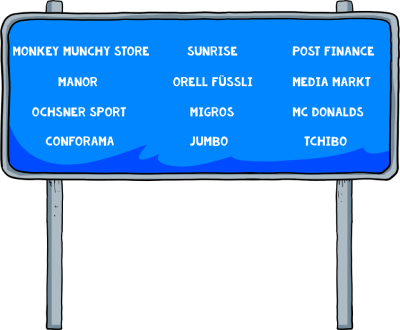 MONKEY MUNCHY STORE SUNRISE POST FINANCE
MANOR ORELL FÜSSLI MEDIA MARKT
OCHSNER SPORT MIGROS MC DONALDS
CONFORAMA JUMBO TCHIBO